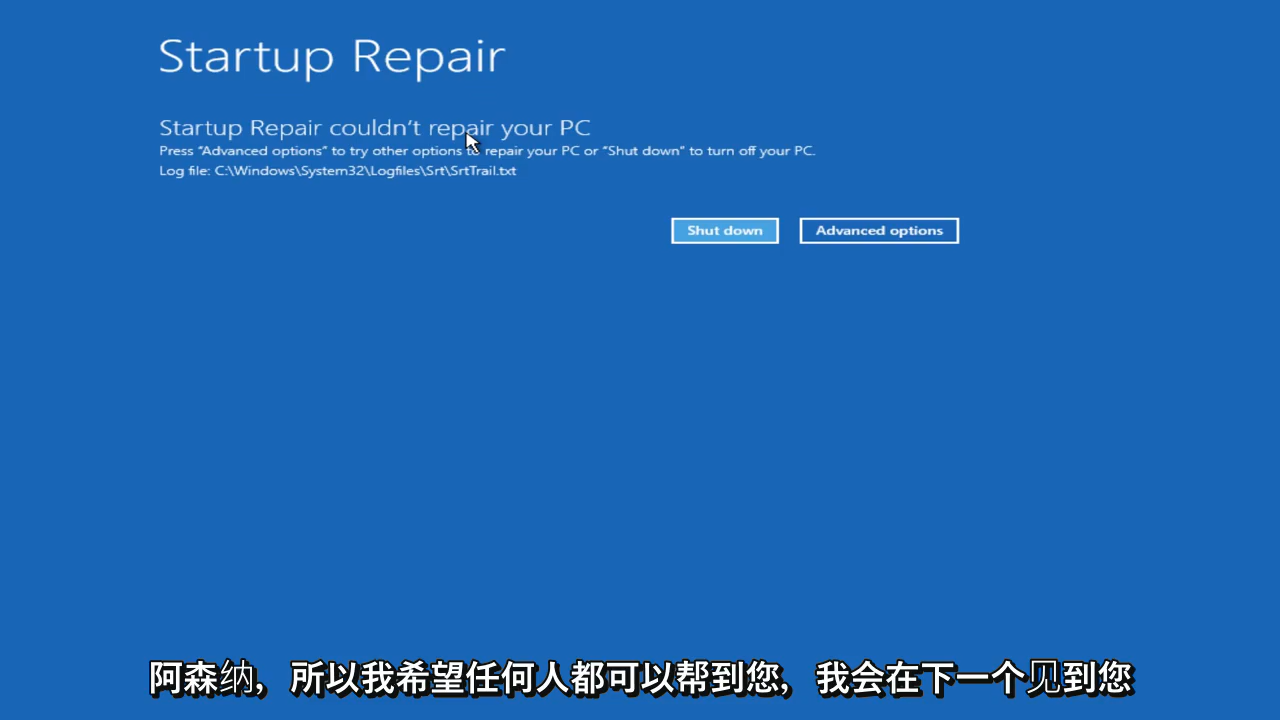 Startup Repair
Startup Repair couldn't repair your PC
Press "Advanced options" to try other options to repair your PC or "Shut down" to turn off your PC.
Log file: C:\Windows\System32\Logfiles\Srt\SrtTrail.txt
Shut down
Advanced options
阿森纳，所以我希望任何人都可以帮到您，我会在下一个见到您